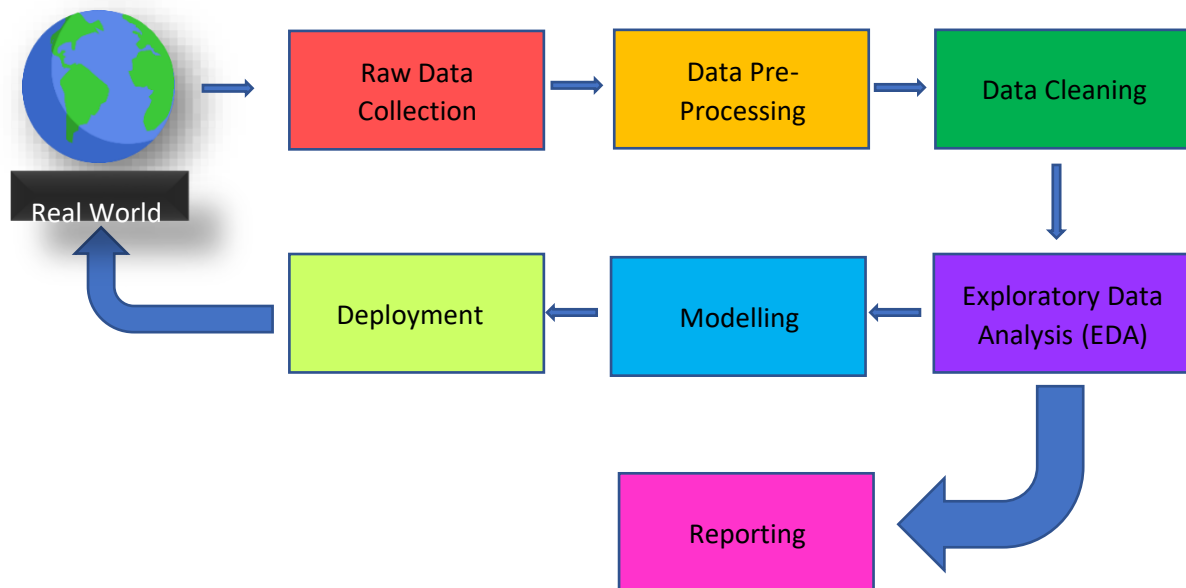 Raw Data
Collection
Data Pre-
Processing
Data Cleaning
Real World
Deployment
Modelling
Exploratory Data
Analysis (EDA)
Reporting